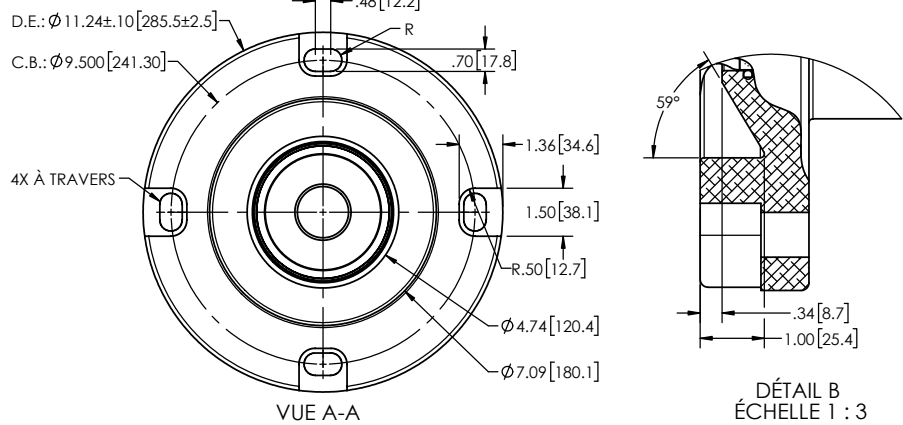 .48[12.2]
D.E.: Ø11.24±.10[285.5±2.5]
R
C.B.: Ø9.500[241.30]
.70[17.8]
59°
1.36[34.6]
4X À TRAVERS
1.50[38.1]
R.50[12.7]
.34[8.7]
Ø4.74[120.4]
1.00[25.4]
Ø7.09[180.1]
VUE A-A
DÉTAIL B
ÉCHELLE 1 : 3